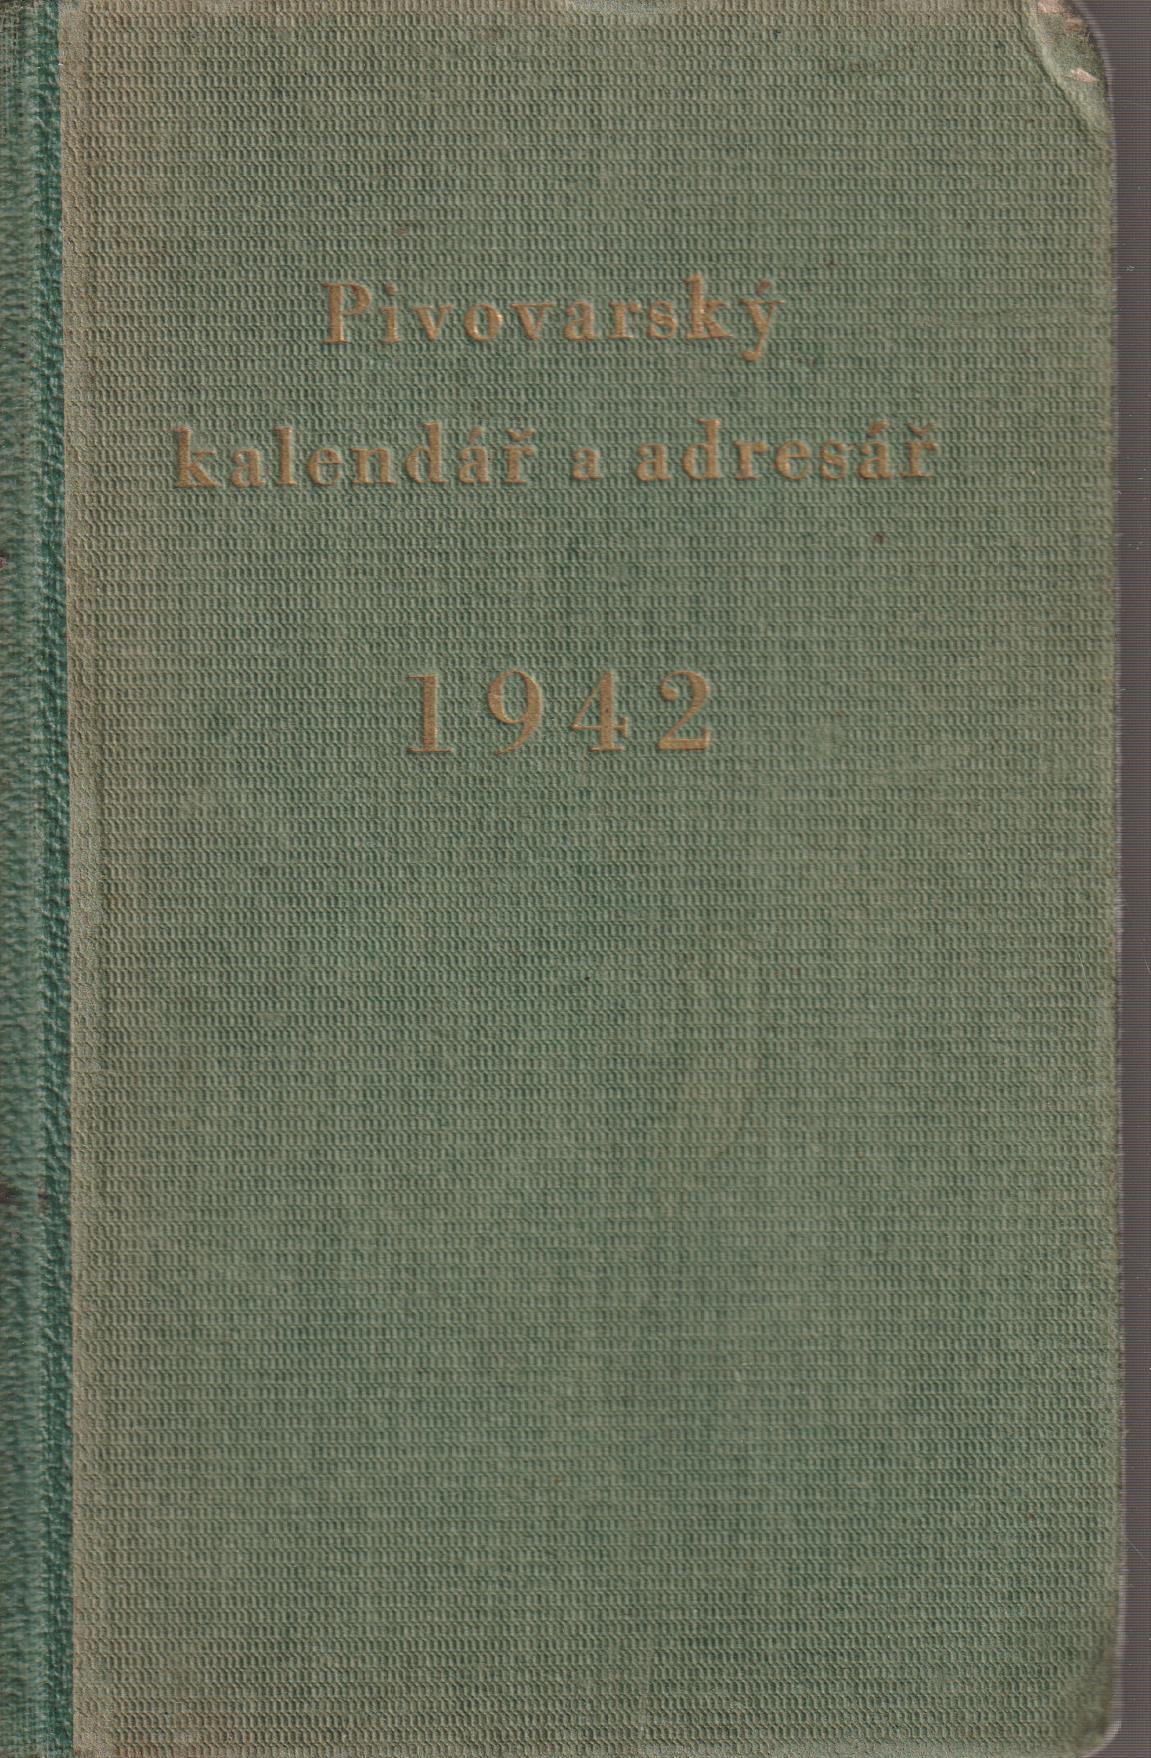 Pivovarský
kalendář a adresář
1942